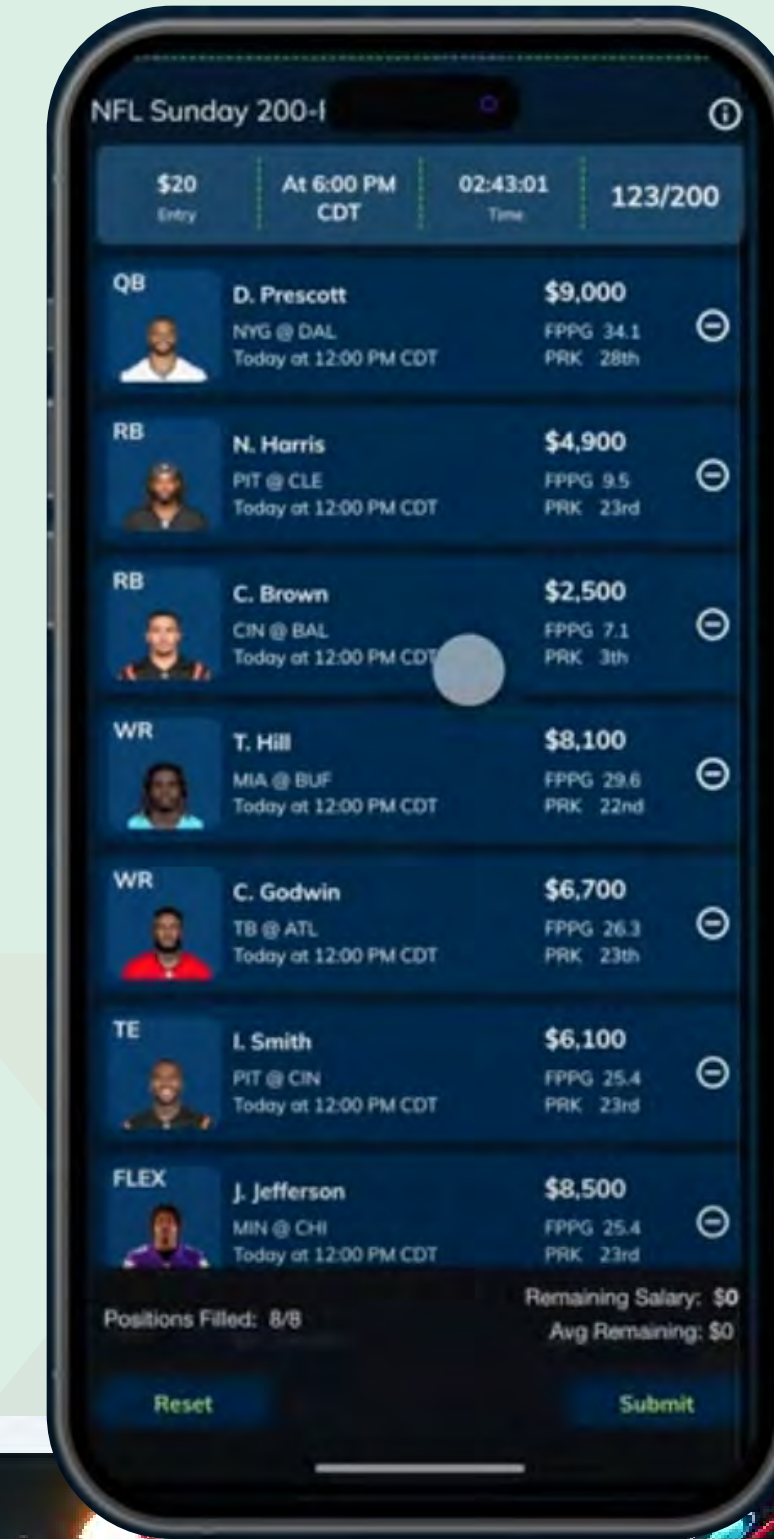 NFL Sunday 200-
$20
Entry
At 6:00 PM
CDT
02:43:01
Time
123/200
QB
D. Prescott
NYG @ DAL
Today at 12:00 PM CDT
$9,000
FPPG 34.1
PRK 28th
RB
N. Harris
PIT @ CLE
Today at 12:00 PM CDT
$4,900
FPPG 9.5
PRK 23rd
RB
C. Brown
CIN @ BAL
Today at 12:00 PM CDT
$2,500
FPPG 7.1
PRK 3th
WR
T. Hill
MIA @ BUF
Today at 12:00 PM CDT
$8,100
FPPG 29.6
PRK 22nd
WR
C. Godwin
TB @ ATL
Today at 12:00 PM CDT
$6,700
FPPG 26.3
PRK 23th
TE
I. Smith
PIT @ CIN
Today at 12:00 PM CDT
$6,100
FPPG 25.4
PRK 23rd
FLEX
J. Jefferson
MIN @ CHI
Today at 12:00 PM CDT
$8,500
FPPG 25.4
PRK 23rd
Positions Filled: 8/8
Remaining Salary: $0
Avg Remaining: $0
Reset
Submit